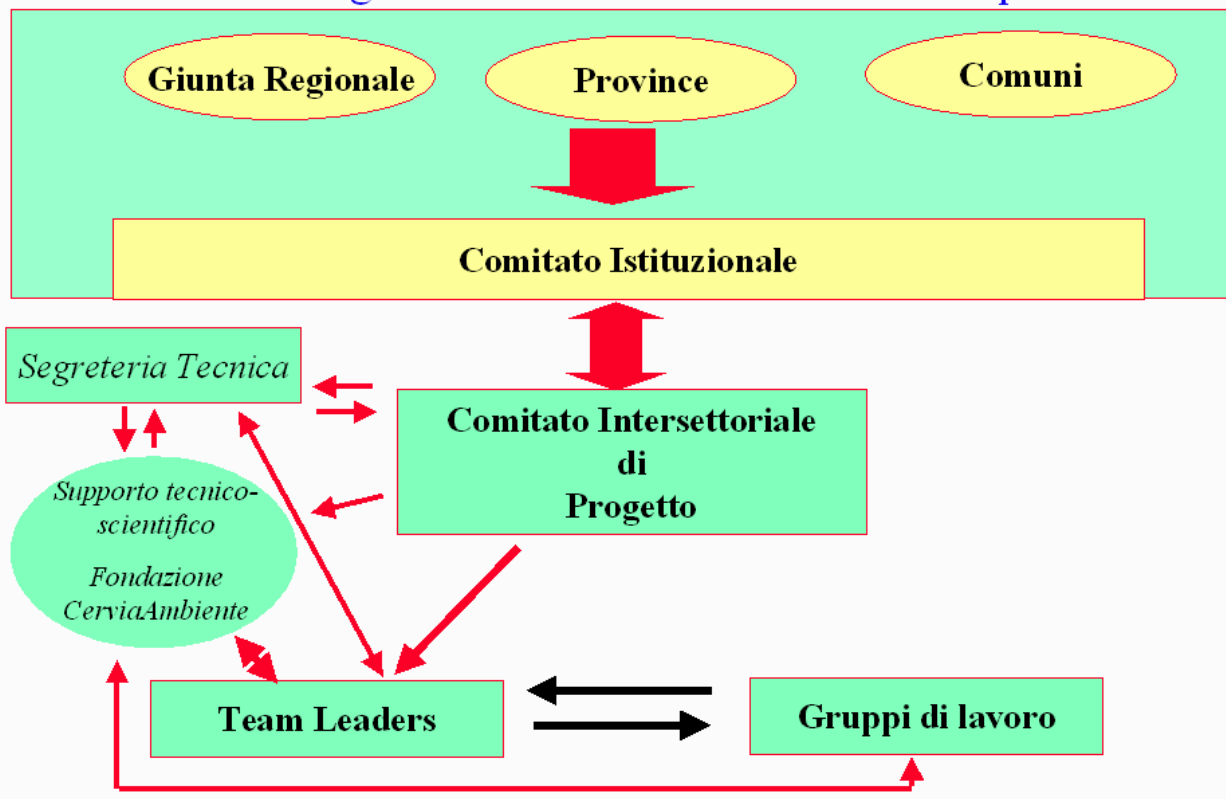 Giunta Regionale
Province
Comuni
Comitato Istituzionale
Segreteria Tecnica
Comitato Intersettoriale
di
Progetto
Supporto tecnico-
scientifico
Fondazione
CerviaAmbiente
Team Leaders
Gruppi di lavoro